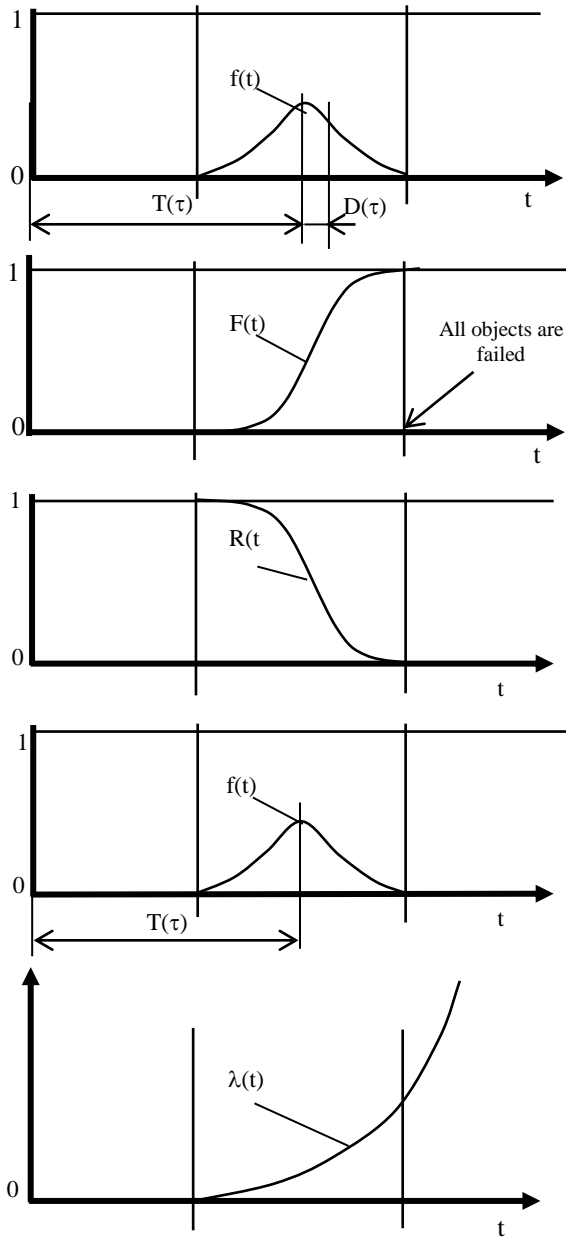 1
f(t)
0
t
T(τ)
D(τ)
1
F(t)
All objects are
failed
0
t
1
R(t
0
t
1
f(t)
0
t
T(τ)
λ(t)
0
t